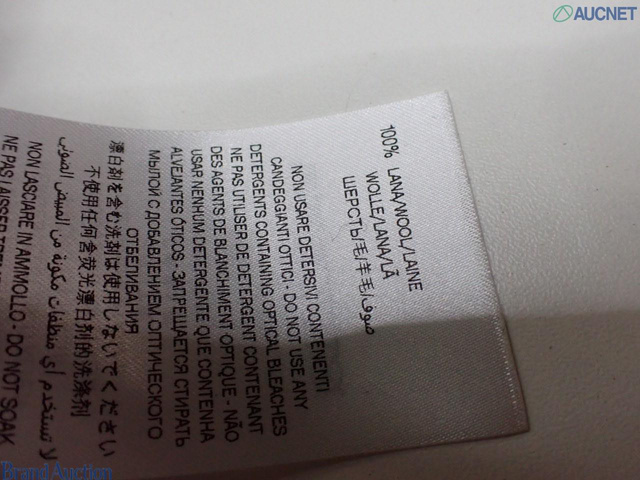 AUCNET
100% LANA/WOOL/LAINE
WOLLE/LANA/LÃ
ШЕРСТЬ/毛/羊毛/صوف
NON USARE DETERSIVI CONTENENTI
CANDEGGIANTI OTTICI - DO NOT USE ANY
DETERGENTS CONTAINING OPTICAL BLEACHES
NE PAS UTILISER DE DETERGENT CONTENANT
DES AGENTS DE BLANCHIMENT OPTIQUE - NÃO
USAR NENHUM DETERGENTE QUE CONTENHA
ALVEJANTES ÓTICOS - ЗАПРЕЩАЕТСЯ СТИРАТЬ
МЫЛОЙ С ДОБАВЛЕНИЕМ ОПТИЧЕСКОГО
ОТБЕЛИВАНИЯ
漂白剤を含む洗剤は使用しないでください
不使用任何含荧光漂白剂的洗涤剂
لا تستخدم أي منظفات مكونة من المبيض الضوئى
NON LASCIARE IN AMMOLLO - DO NOT SOAK
NE PAS LAISSER
Brand Auction